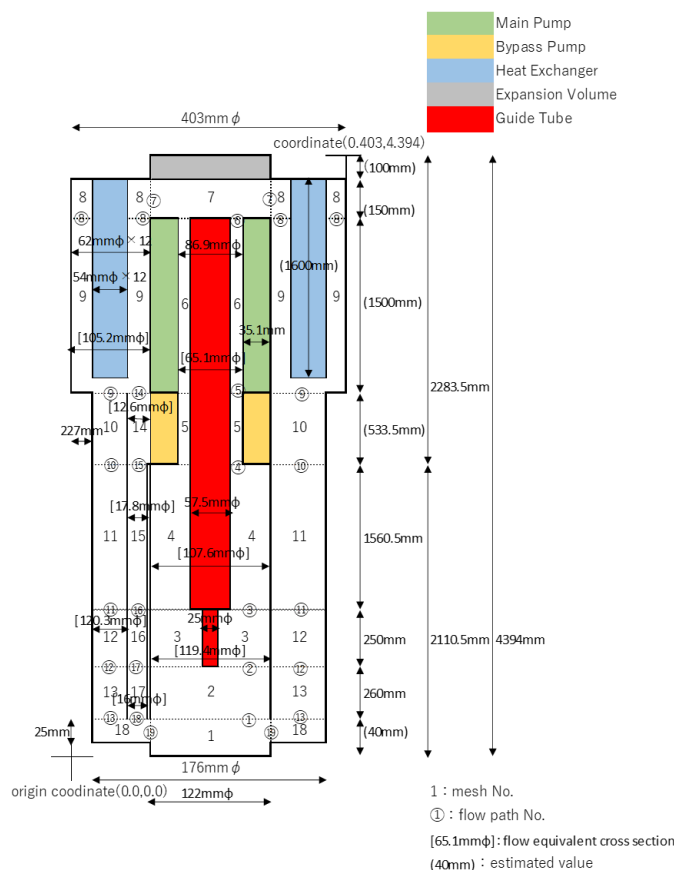 Main Pump
Bypass Pump
Heat Exchanger
Expansion Volume
Guide Tube
403mmφ
coordinate(0.403,4.394)
(100mm)
8 8 ⑦ 7 ⑦ 8 8
(150mm)
⑧ ⑧ ⑥ ⑧ ⑧
62mmφ×12 86.9mmφ
(1600mm)
54mmφ×12
9 9 6 6 9 9
(1500mm)
35.1mm
[105.2mmφ]
[65.1mmφ]
2283.5mm
⑨ ⑭ ⑤ ⑨
[12.6mmφ]
227mm 10 14 5 5 10
(533.5mm)
⑩ ⑮ ④ ⑩
[17.8mmφ] 57.5mmφ
11 15 4 4 11
1560.5mm
[107.6mmφ]
⑪ ⑯ ③ ⑪
[120.3mmφ] 25mm
12 16 3 3 12
250mm 2110.5mm 4394mm
[119.4mmφ]
⑫ ⑰ ② ⑫
13 17 2 13
260mm
[16mmφ]
⑬ ⑱ ① ⑬
25mm 18 ⑲ 1 ⑲ 18
(40mm)
176mmφ
origin coodinate(0.0,0.0)
122mmφ
1：mesh No.
①：flow path No.
[65.1mmφ]：flow equivalent cross section
(40mm)：estimated value